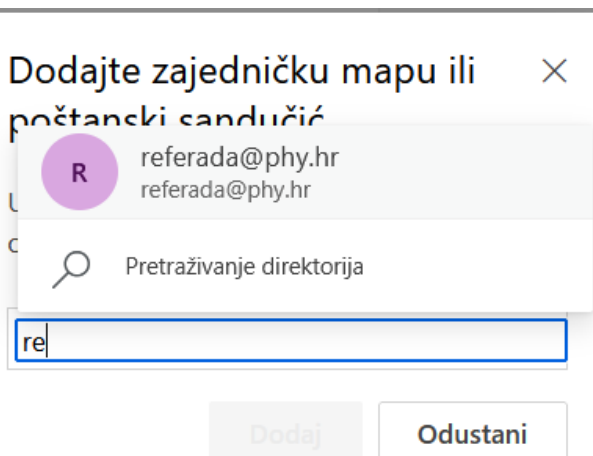 Dodajte zajedničku mapu ili
poštanski sandučić
R
referada@phy.hr
referada@phy.hr
Pretraživanje direktorija
re
Dodaj
Odustani